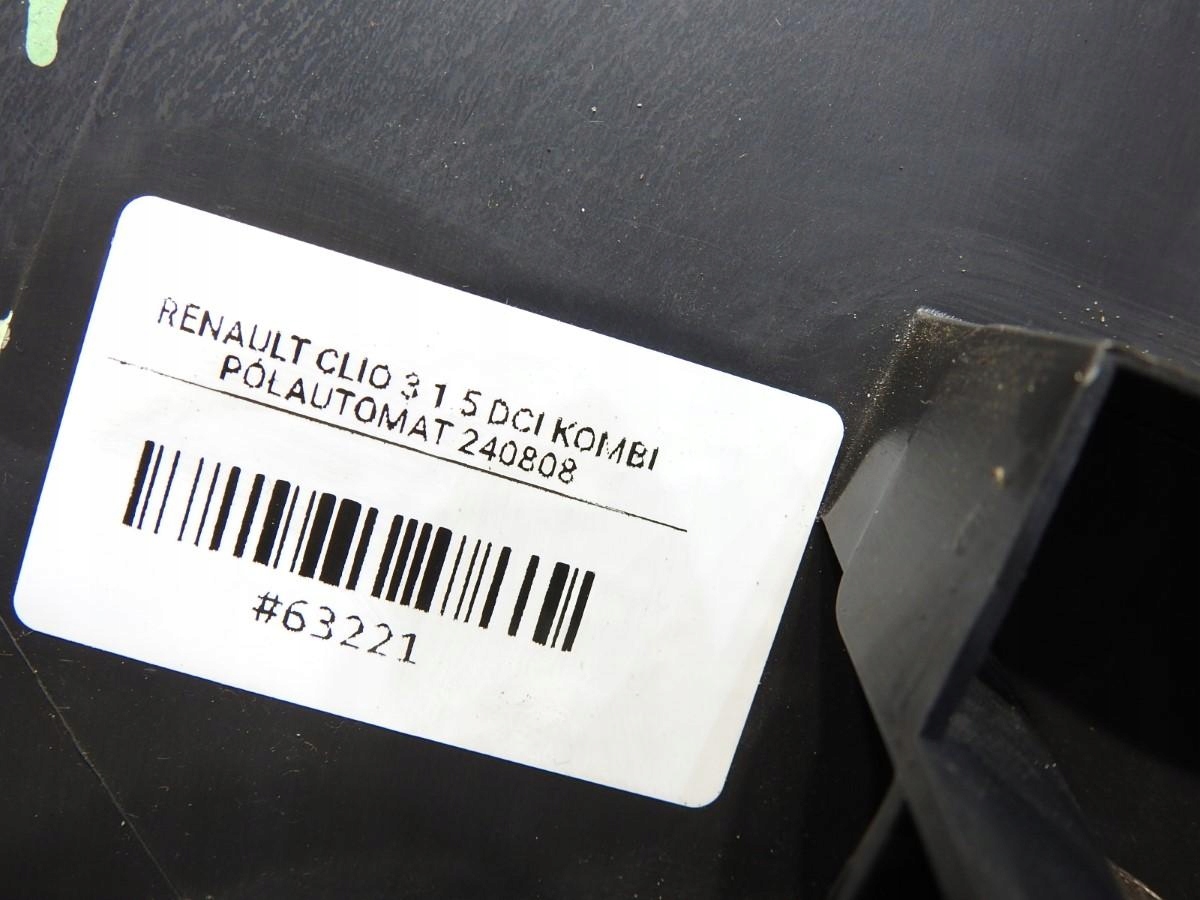 RENAULT CLIO 3 1 5 DCI KOMBI
PÓŁAUTOMAT 240808
#63221